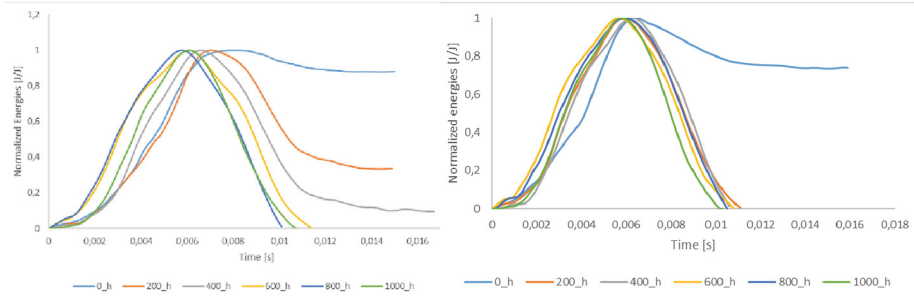 1,2
1
0,8
0,6
0,4
0,2
0
Normalized Energies [J/J]
0 0,002 0,004 0,006 0,008 0,01 0,012 0,014 0,016
Time [s]
0_h 200_h 400_h 600_h 800_h 1000_h
1
0,8
0,6
0,4
0,2
0
Normalized energies [J/J]
0 0,002 0,004 0,006 0,008 0,01 0,012 0,014 0,016 0,018
Time [s]
0_h 200_h 400_h 600_h 800_h 1000_h